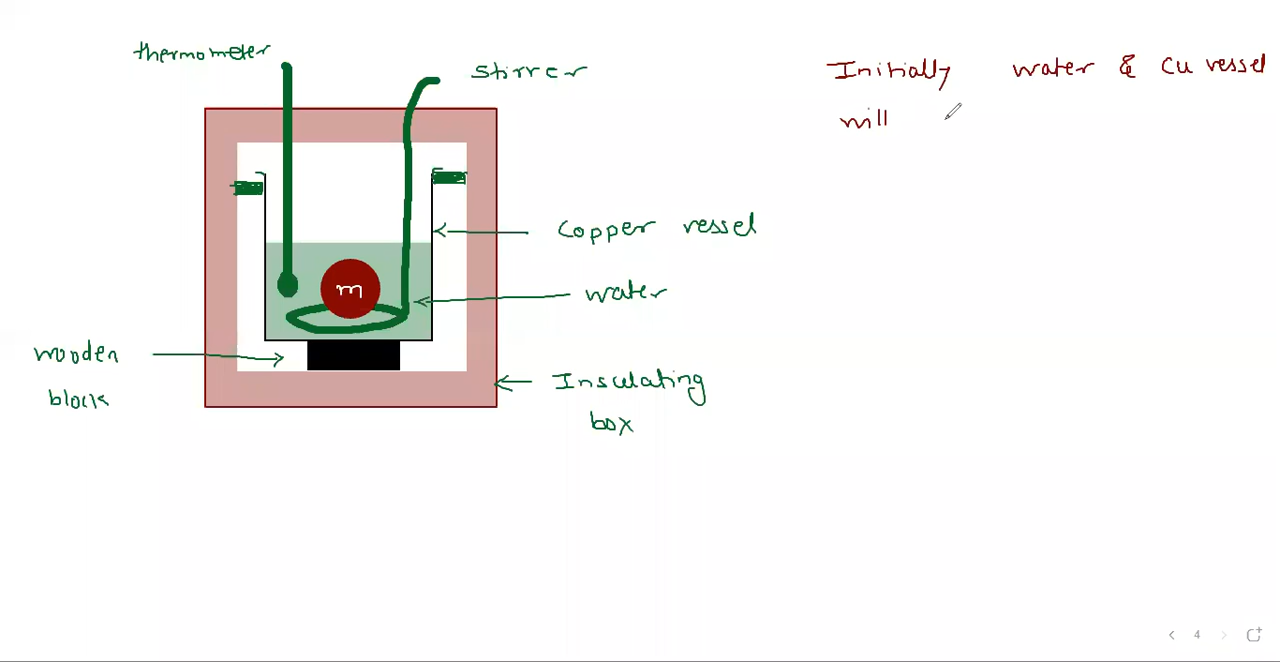 thermometer
stirrer
Initially water & Cu vessel
will
copper vessel
m
water
wooden
block
Insulating
box
4